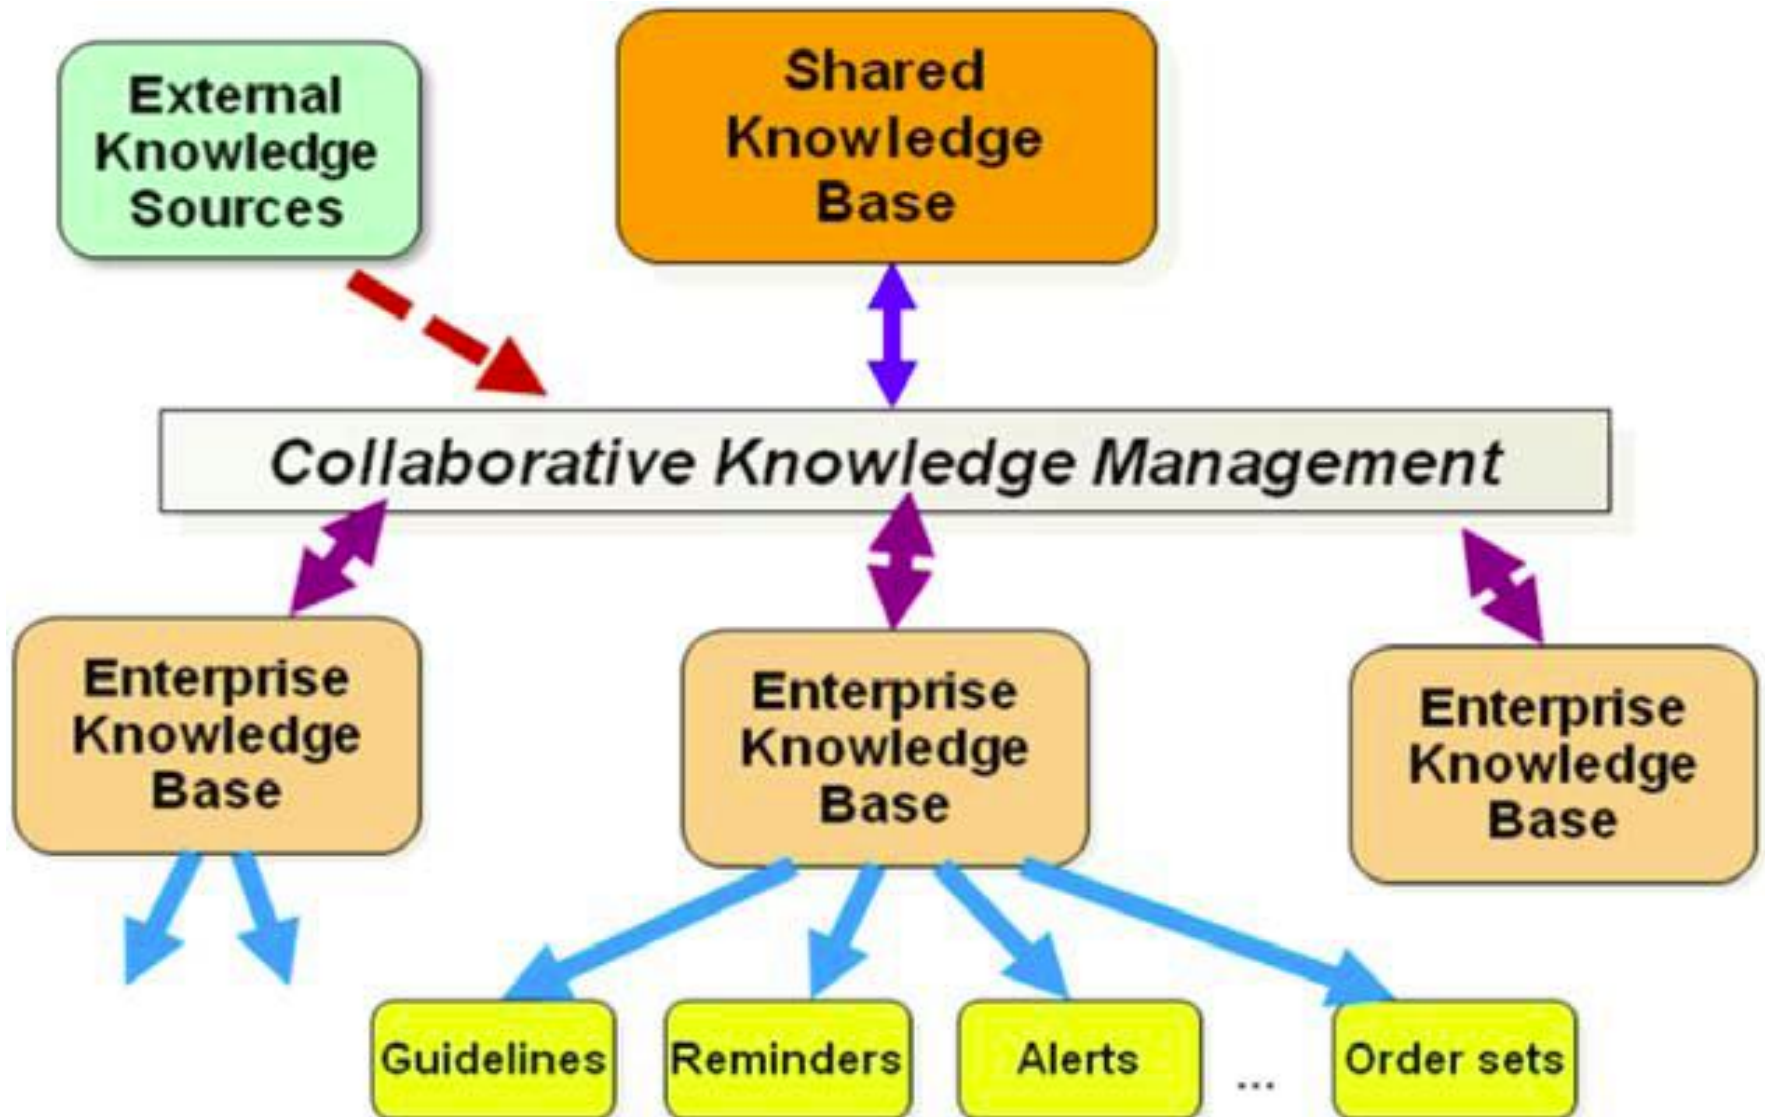 External
Knowledge
Sources
Shared
Knowledge
Base
Collaborative Knowledge Management
Enterprise
Knowledge
Base
Enterprise
Knowledge
Base
Enterprise
Knowledge
Base
Guidelines
Reminders
Alerts
...
Order sets